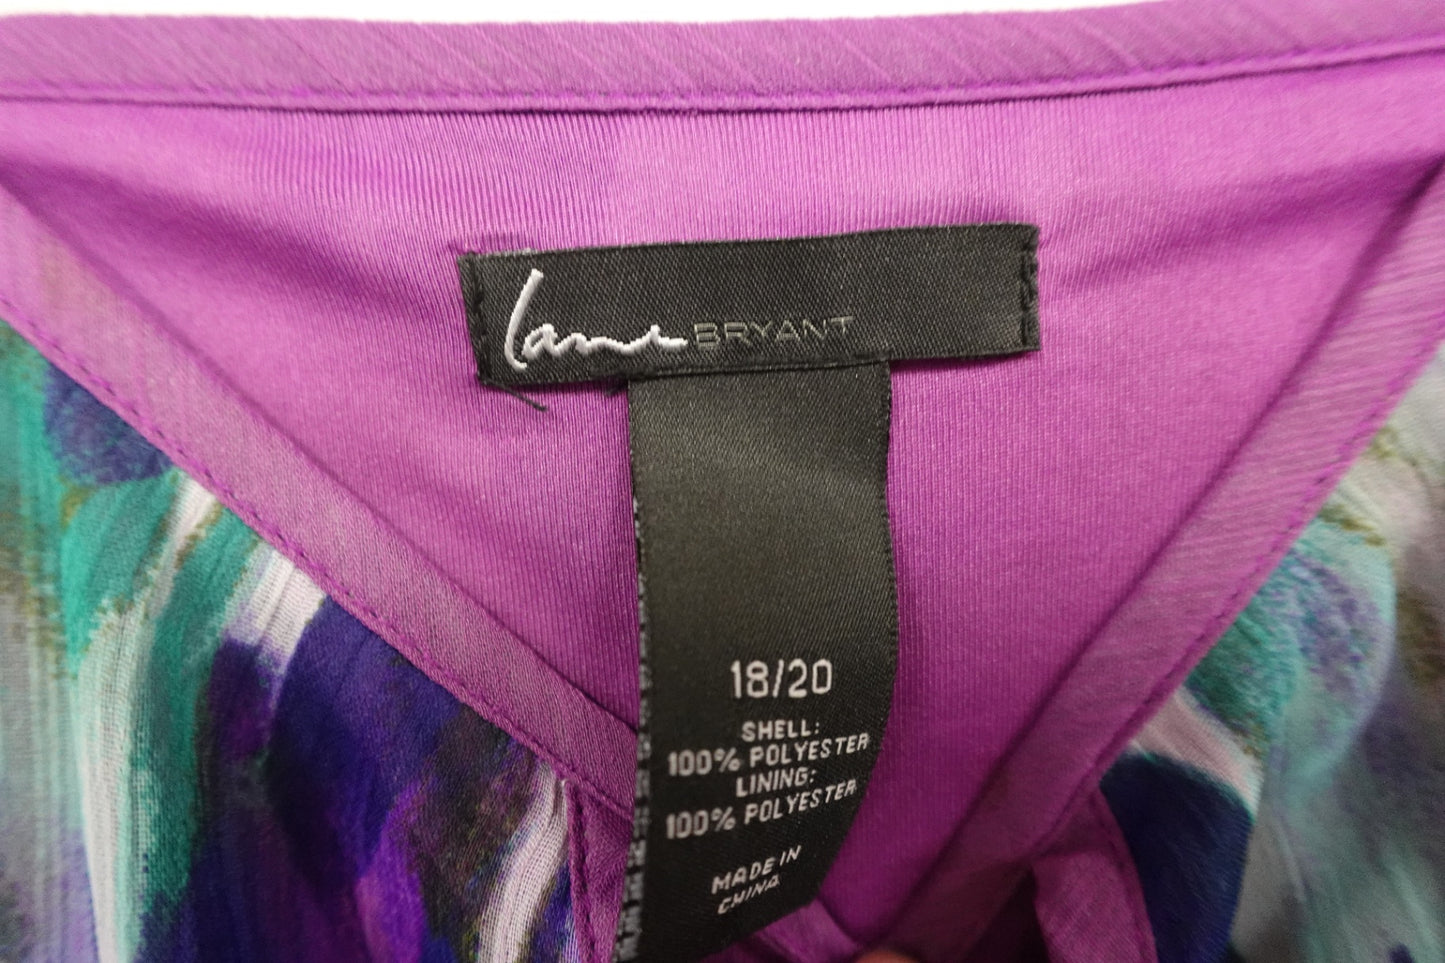 Lane BRYANT
18/20
SHELL:
100% POLYESTER
LINING:
100% POLYESTER
MADE IN
CHINA